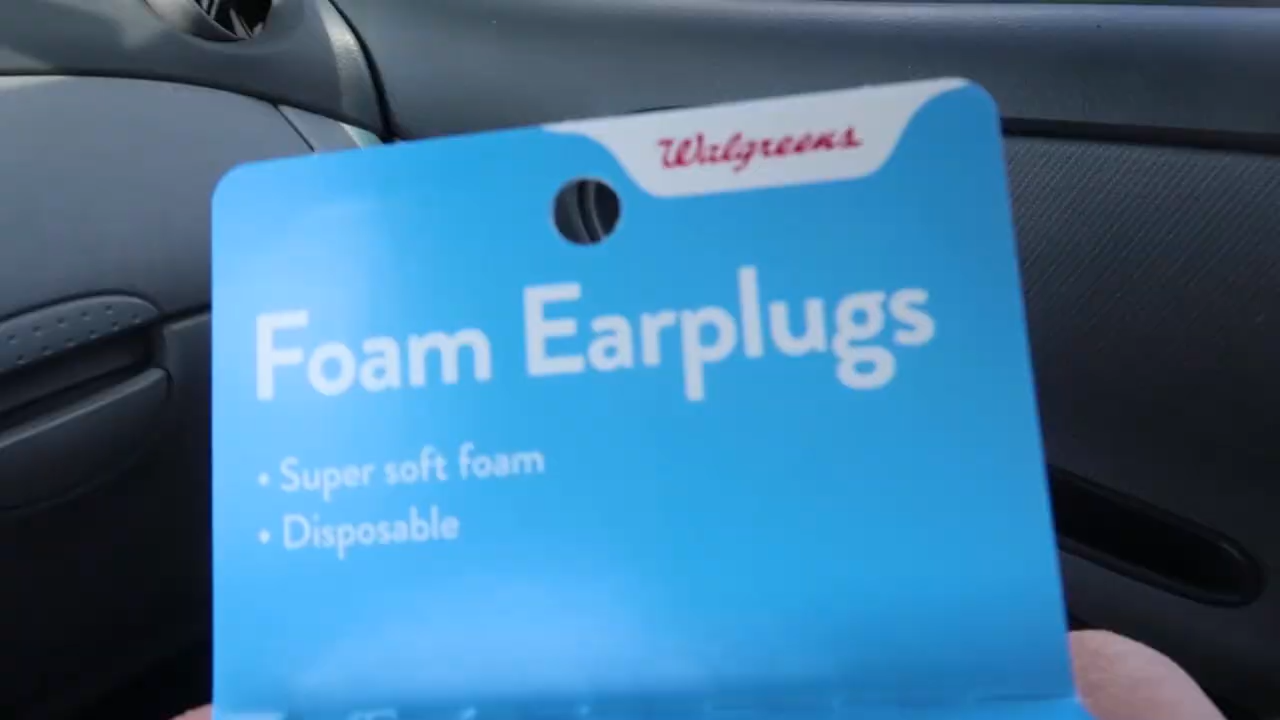 Walgreens
Foam Earplugs
• Super soft foam
• Disposable